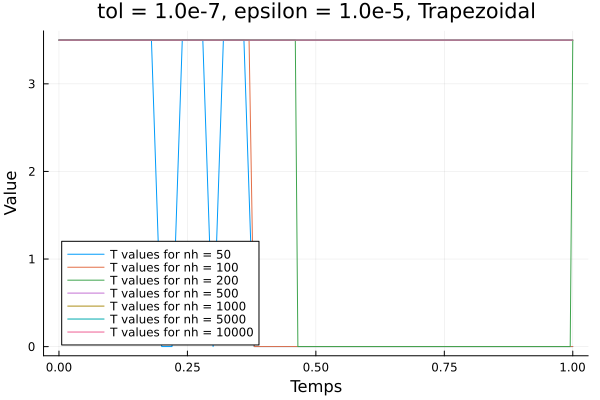 tol = 1.0e-7, epsilon = 1.0e-5, Trapezoidal
Value
3
2
1
0
T values for nh = 50
T values for nh = 100
T values for nh = 200
T values for nh = 500
T values for nh = 1000
T values for nh = 5000
T values for nh = 10000
0.00 0.25 0.50 0.75 1.00
Temps